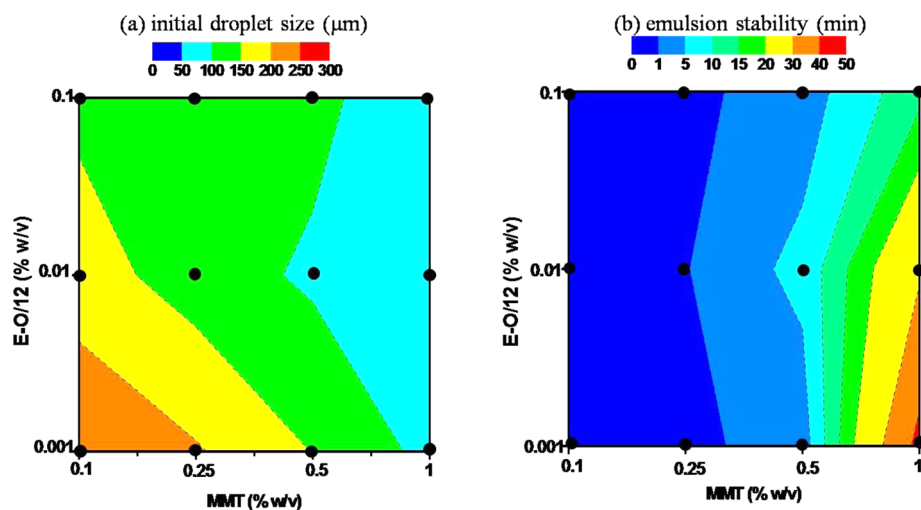 (a) initial droplet size (µm)
0 50 100 150 200 250 300
0.1
0.01
0.001
E-O/12 (% w/v)
0.1 0.25 0.5 1
MMT (% w/v)
(b) emulsion stability (min)
0 1 5 10 15 20 30 40 50
0.1
0.01
0.001
E-O/12 (% w/v)
0.1 0.25 0.5 1
MMT (% w/v)